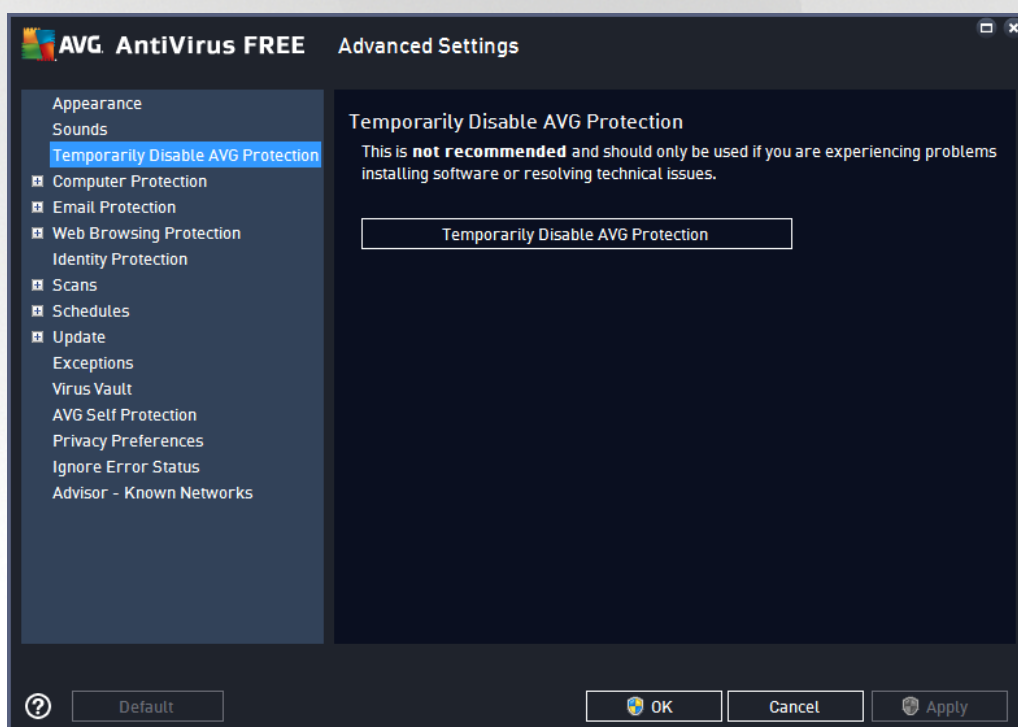 AVG. AntiVirus FREE Advanced Settings
Appearance
Sounds
Temporarily Disable AVG Protection
Computer Protection
Email Protection
Web Browsing Protection
Identity Protection
Scans
Schedules
Update
Exceptions
Virus Vault
AVG Self Protection
Privacy Preferences
Ignore Error Status
Advisor - Known Networks
Temporarily Disable AVG Protection
This is not recommended and should only be used if you are experiencing problems
installing software or resolving technical issues.
Temporarily Disable AVG Protection
? Default OK Cancel Apply